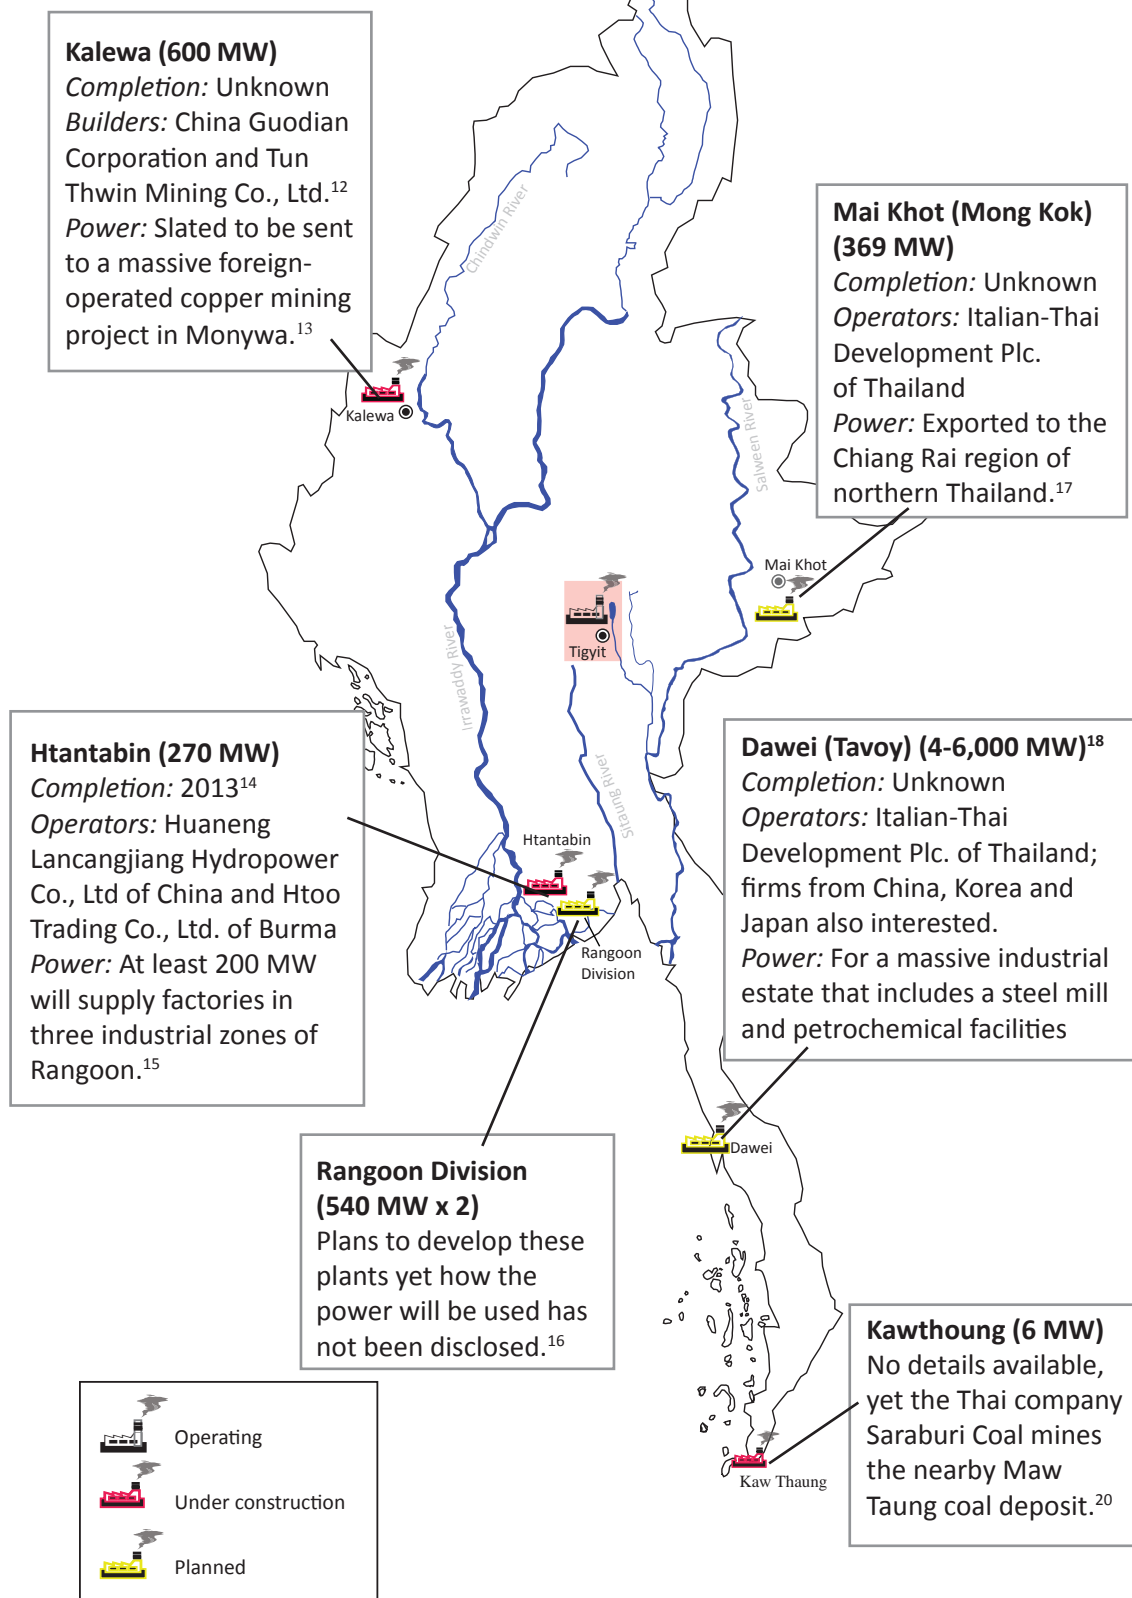 Kalewa (600 MW)
Completion: Unknown
Builders: China Guodian
Corporation and Tun
Thwin Mining Co., Ltd.12
Power: Slated to be sent
to a massive foreign-
operated copper mining
project in Monywa.13
Chindwin River
Mai Khot (Mong Kok)
(369 MW)
Completion: Unknown
Operators: Italian-Thai
Development Plc.
of Thailand
Power: Exported to the
Chiang Rai region of
northern Thailand.17
Kalewa
Salween River
Mai Khot
Tigyit
Irrawaddy River
Htantabin (270 MW)
Completion: 201314
Operators: Huaneng
Lancangjiang Hydropower
Co., Ltd of China and Htoo
Trading Co., Ltd. of Burma
Power: At least 200 MW
will supply factories in
three industrial zones of
Rangoon.15
Sitaung River
Htantabin
Rangoon
Division
Dawei (Tavoy) (4-6,000 MW)18
Completion: Unknown
Operators: Italian-Thai
Development Plc. of Thailand;
firms from China, Korea and
Japan also interested.
Power: For a massive industrial
estate that includes a steel mill
and petrochemical facilities
Dawei
Rangoon Division
(540 MW x 2)
Plans to develop these
plants yet how the
power will be used has
not been disclosed.16
Kawthoung (6 MW)
No details available,
yet the Thai company
Saraburi Coal mines
the nearby Maw
Taung coal deposit.20
Kaw Thaung
Operating
Under construction
Planned